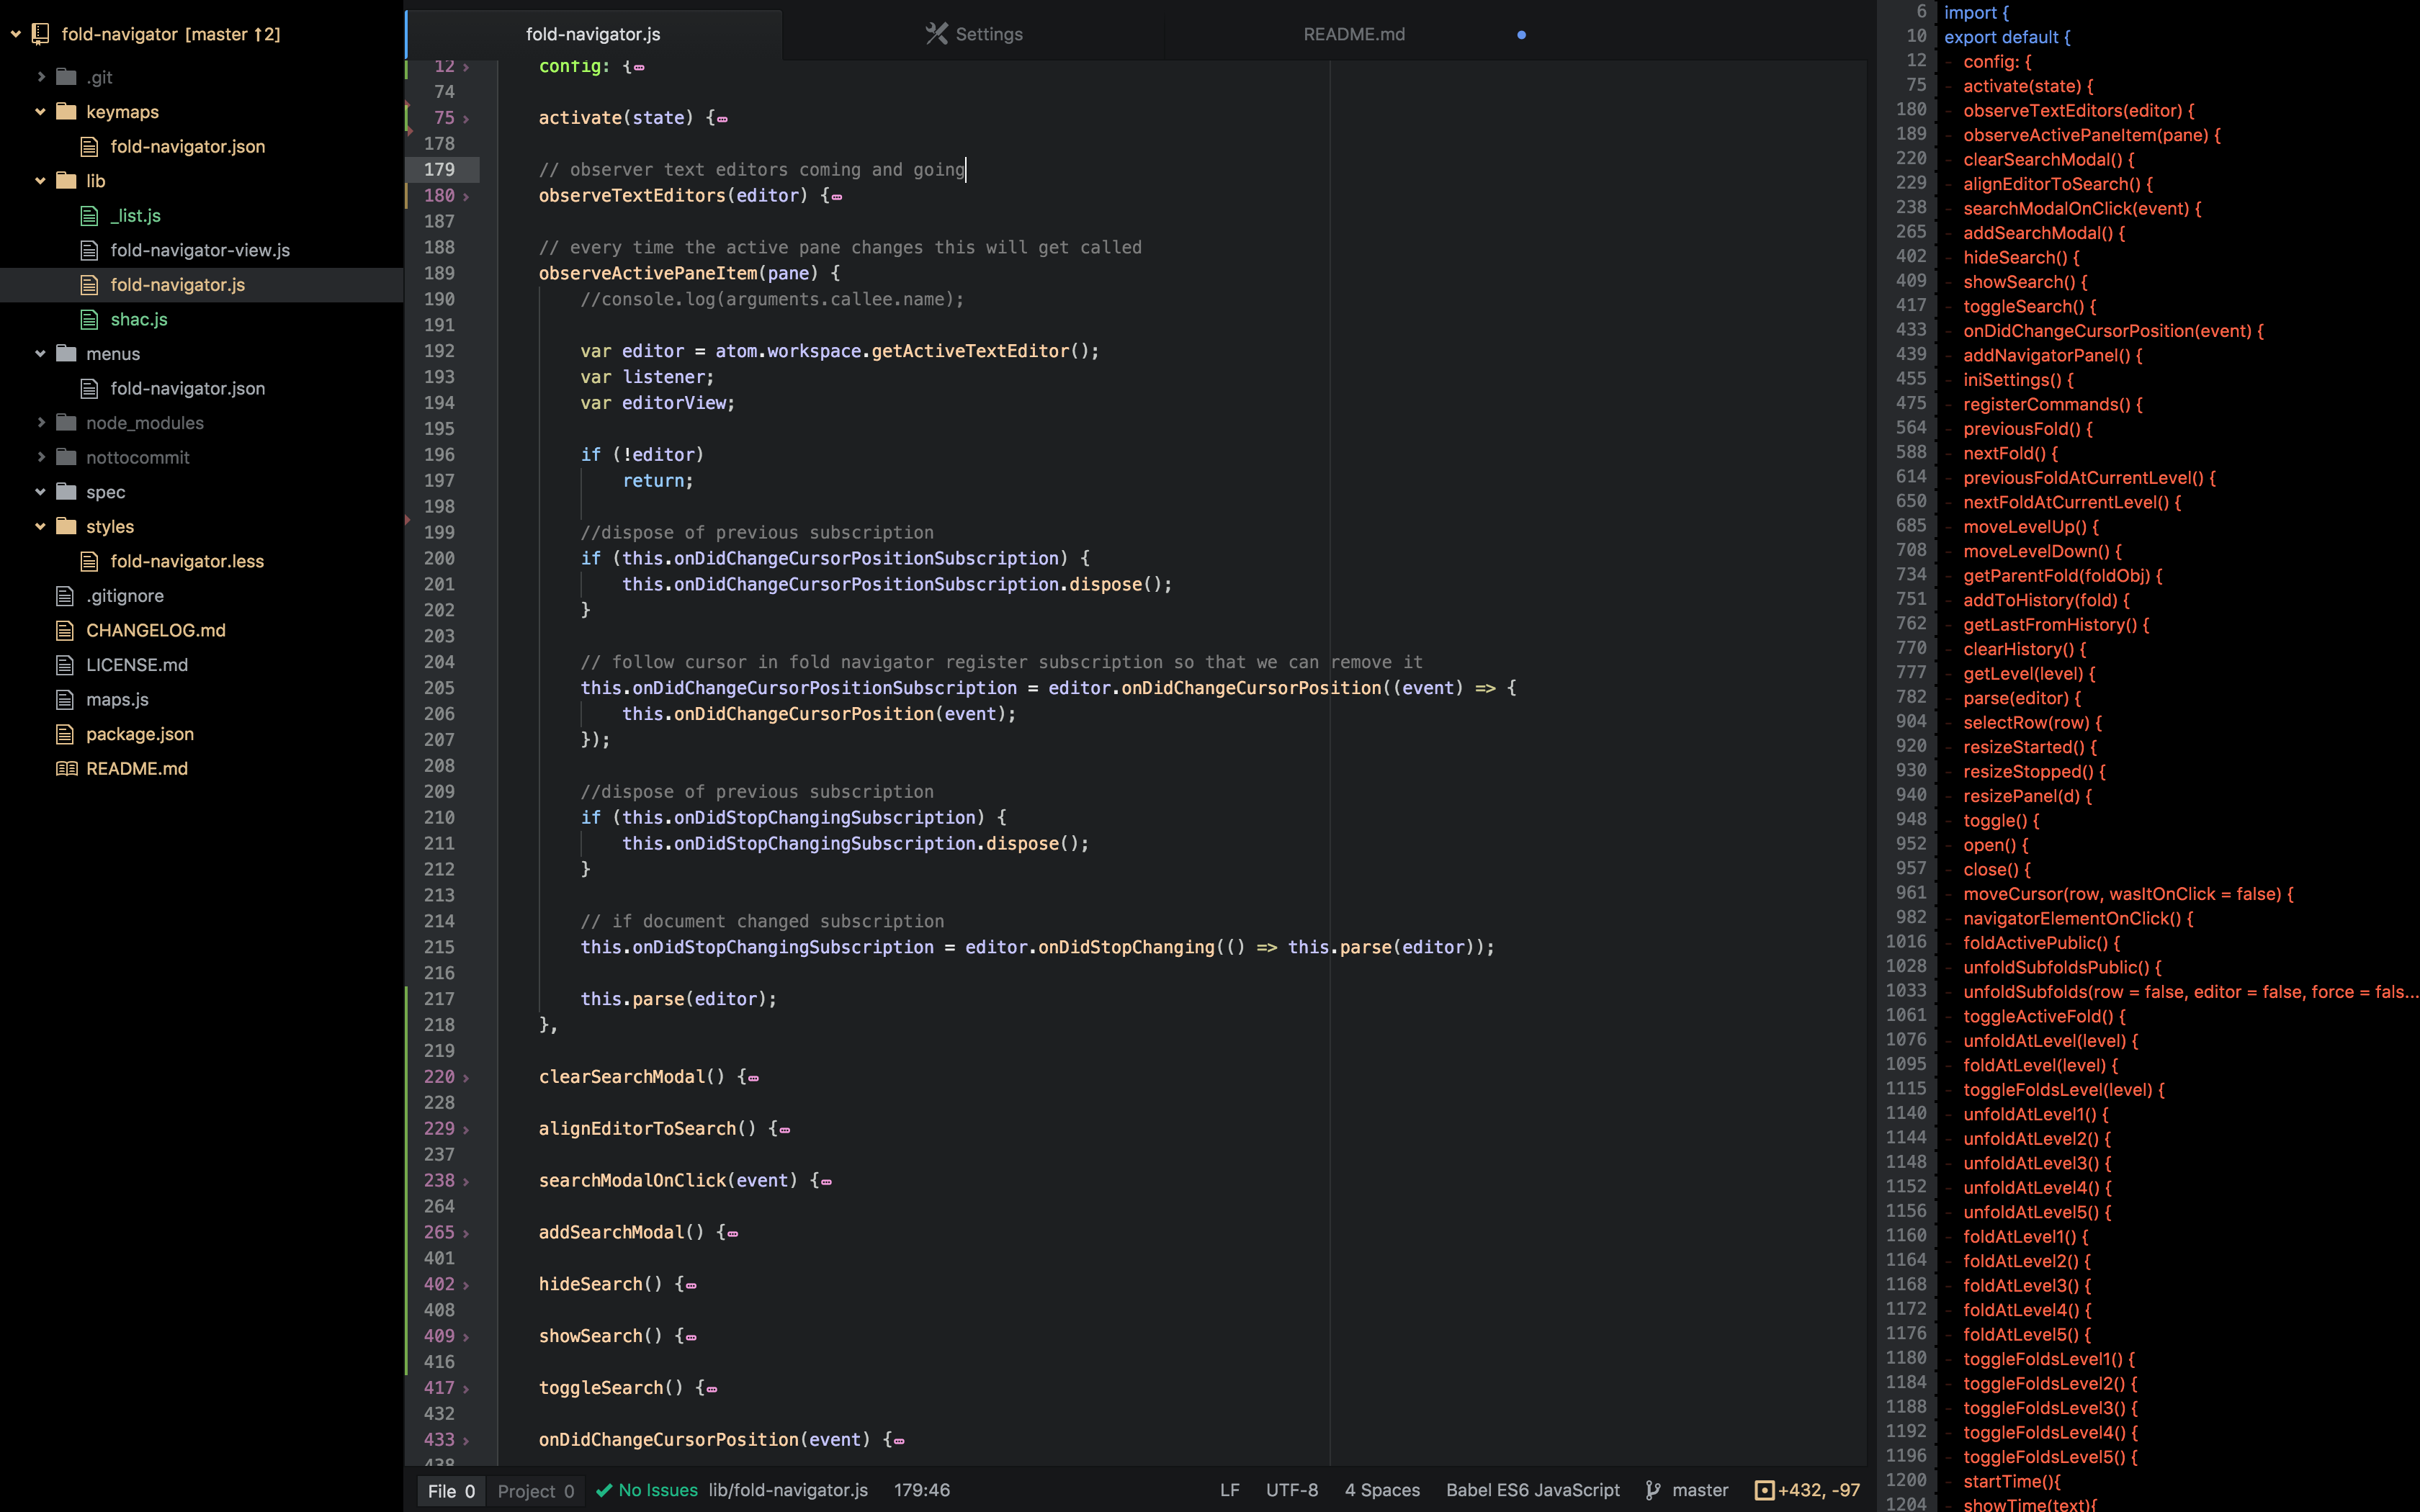 fold-navigator [master ↑2]
.git
keymaps
fold-navigator.json
lib
_list.js
fold-navigator-view.js
fold-navigator.js
shac.js
menus
fold-navigator.json
node_modules
nottocommit
spec
styles
fold-navigator.less
.gitignore
CHANGELOG.md
LICENSE.md
maps.js
package.json
README.md
fold-navigator.js
Settings
README.md
12 config: {
74
75 activate(state) {
178
179 // observer text editors coming and going
180 observeTextEditors(editor) {
187
188 // every time the active pane changes this will get called
189 observeActivePaneItem(pane) {
190 //console.log(arguments.callee.name);
191
192 var editor = atom.workspace.getActiveTextEditor();
193 var listener;
194 var editorView;
195
196 if (!editor)
197 return;
198
199 //dispose of previous subscription
200 if (this.onDidChangeCursorPositionSubscription) {
201 this.onDidChangeCursorPositionSubscription.dispose();
202 }
203
204 // follow cursor in fold navigator register subscription so that we can remove it
205 this.onDidChangeCursorPositionSubscription = editor.onDidChangeCursorPosition((event) => {
206 this.onDidChangeCursorPosition(event);
207 });
208
209 //dispose of previous subscription
210 if (this.onDidStopChangingSubscription) {
211 this.onDidStopChangingSubscription.dispose();
212 }
213
214 // if document changed subscription
215 this.onDidStopChangingSubscription = editor.onDidStopChanging(() => this.parse(editor));
216
217 this.parse(editor);
218 },
219
220 clearSearchModal() {
228
229 alignEditorToSearch() {
237
238 searchModalOnClick(event) {
264
265 addSearchModal() {
401
402 hideSearch() {
408
409 showSearch() {
416
417 toggleSearch() {
432
433 onDidChangeCursorPosition(event) {
438
File 0 Project 0 No Issues lib/fold-navigator.js 179:46 LF UTF-8 4 Spaces Babel ES6 JavaScript master +432, -97
6 import {
10 export default {
12 config: {
75 activate(state) {
180 observeTextEditors(editor) {
189 observeActivePaneItem(pane) {
220 clearSearchModal() {
229 alignEditorToSearch() {
238 searchModalOnClick(event) {
265 addSearchModal() {
402 hideSearch() {
409 showSearch() {
417 toggleSearch() {
433 onDidChangeCursorPosition(event) {
439 addNavigatorPanel() {
455 iniSettings() {
475 registerCommands() {
564 previousFold() {
588 nextFold() {
614 previousFoldAtCurrentLevel() {
650 nextFoldAtCurrentLevel() {
685 moveLevelUp() {
708 moveLevelDown() {
734 getParentFold(foldObj) {
751 addToHistory(fold) {
762 getLastFromHistory() {
770 clearHistory() {
777 getLevel(level) {
782 parse(editor) {
904 selectRow(row) {
920 resizeStarted() {
930 resizeStopped() {
940 resizePanel(d) {
948 toggle() {
952 open() {
957 close() {
961 moveCursor(row, wasItOnClick = false) {
982 navigatorElementOnClick() {
1016 foldActivePublic() {
1028 unfoldSubfoldsPublic() {
1033 unfoldSubfolds(row = false, editor = false, force = fals...
1061 toggleActiveFold() {
1076 unfoldAtLevel(level) {
1095 foldAtLevel(level) {
1115 toggleFoldsLevel(level) {
1140 unfoldAtLevel1() {
1144 unfoldAtLevel2() {
1148 unfoldAtLevel3() {
1152 unfoldAtLevel4() {
1156 unfoldAtLevel5() {
1160 foldAtLevel1() {
1164 foldAtLevel2() {
1168 foldAtLevel3() {
1172 foldAtLevel4() {
1176 foldAtLevel5() {
1180 toggleFoldsLevel1() {
1184 toggleFoldsLevel2() {
1188 toggleFoldsLevel3() {
1192 toggleFoldsLevel4() {
1196 toggleFoldsLevel5() {
1200 startTime(){
1204 showTime(text){